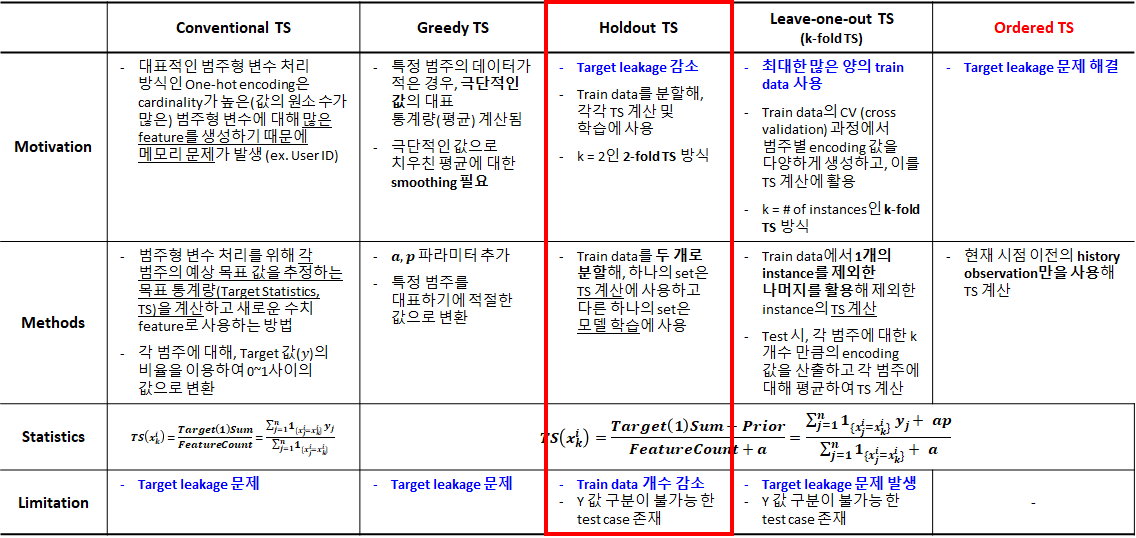 Conventional TS
Greedy TS
Holdout TS
Leave-one-out TS
(k-fold TS)
Ordered TS
Motivation
- 대표적인 범주형 변수 처리
방식인 One-hot encoding은
cardinality가 높은(값의 원소 수가
많은) 범주형 변수에 대해 많은
feature를 생성하기 때문에
메모리 문제가 발생 (ex. User ID)
- 특정 범주의 데이터가
적은 경우, 극단적인
값의 대표
통계량(평균) 계산됨
- 극단적인 값으로
치우친 평균에 대한
smoothing 필요
- Target leakage 감소
- Train data를 분할해,
각각 TS 계산 및
학습에 사용
- k = 2인 2-fold TS 방식
- 최대한 많은 양의 train
data 사용
- Train data의 CV (cross
validation) 과정에서
범주별 encoding 값을
다양하게 생성하고, 이를
TS 계산에 활용
- k = # of instances인 k-fold
TS 방식
- Target leakage 문제 해결
Methods
- 범주형 변수 처리를 위해 각
범주의 예상 목표 값을 추정하는
목표 통계량(Target Statistics,
TS)을 계산하고 새로운 수치
feature로 사용하는 방법
- 각 범주에 대해, Target 값(y)의
비율을 이용하여 0~1사이의
값으로 변환
- a, p 파라미터 추가
- 특정 범주를
대표하기에 적절한
값으로 변환
- Train data를 두 개로
분할해, 하나의 set은
TS 계산에 사용하고
다른 하나의 set은
모델 학습에 사용
- Train data에서 1개의
instance를 제외한
나머지를 활용해 제외한
instance의 TS 계산
- Test 시, 각 범주에 대한 k
개수 만큼의 encoding
값을 산출하고 각 범주에
대해 평균하여 TS 계산
- 현재 시점 이전의 history
observation만을 사용해
TS 계산
Statistics
TS(x_k^i) = Target(1)Sum / FeatureCount = ∑_{j=1}^n 1_{x_j^i=x_k^i} y_j / ∑_{j=1}^n 1_{x_j^i=x_k^i}
TS(x_k^i) = Target(1)Sum + Prior / FeatureCount + a = ∑_{j=1}^n 1_{x_j^i=x_k^i} y_j + ap / ∑_{j=1}^n 1_{x_j^i=x_k^i} + a
Limitation
- Target leakage 문제
- Target leakage 문제
- Train data 개수 감소
- Y 값 구분이 불가능 한
test case 존재
- Target leakage 문제 발생
- Y 값 구분이 불가능 한
test case 존재
-